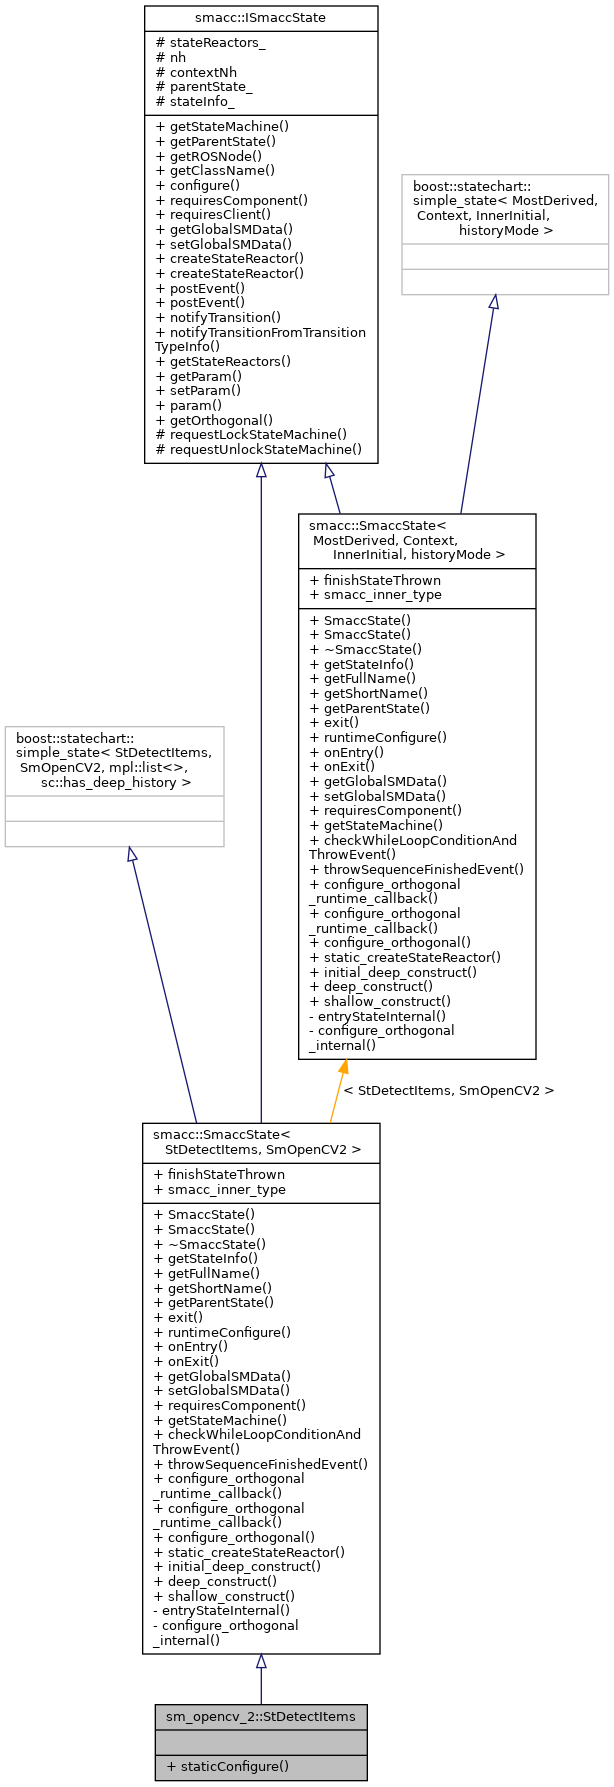 smacc::ISmaccState
# stateReactors_
# nh
# contextNh
# parentState_
# stateInfo_
+ getStateMachine()
+ getParentState()
+ getROSNode()
+ getClassName()
+ configure()
+ requiresComponent()
+ requiresClient()
+ getGlobalSMData()
+ setGlobalSMData()
+ createStateReactor()
+ createStateReactor()
+ postEvent()
+ postEvent()
+ notifyTransition()
+ notifyTransitionFromTransition
TypeInfo()
+ getStateReactors()
+ getParam()
+ setParam()
+ param()
+ getOrthogonal()
# requestLockStateMachine()
# requestUnlockStateMachine()
boost::statechart::
simple_state< MostDerived,
Context, InnerInitial,
historyMode >
smacc::SmaccState<
MostDerived, Context,
InnerInitial, historyMode >
+ finishStateThrown
+ smacc_inner_type
+ SmaccState()
+ SmaccState()
+ ~SmaccState()
+ getStateInfo()
+ getFullName()
+ getShortName()
+ getParentState()
+ exit()
+ runtimeConfigure()
+ onEntry()
+ onExit()
+ getGlobalSMData()
+ setGlobalSMData()
+ requiresComponent()
+ getStateMachine()
+ checkWhileLoopConditionAnd
ThrowEvent()
+ throwSequenceFinishedEvent()
+ configure_orthogonal
_runtime_callback()
+ configure_orthogonal
_runtime_callback()
+ configure_orthogonal()
+ static_createStateReactor()
+ initial_deep_construct()
+ deep_construct()
+ shallow_construct()
- entryStateInternal()
- configure_orthogonal
_internal()
boost::statechart::
simple_state< StDetectItems,
SmOpenCV2, mpl::list<>,
sc::has_deep_history >
< StDetectItems, SmOpenCV2 >
smacc::SmaccState<
StDetectItems, SmOpenCV2 >
+ finishStateThrown
+ smacc_inner_type
+ SmaccState()
+ SmaccState()
+ ~SmaccState()
+ getStateInfo()
+ getFullName()
+ getShortName()
+ getParentState()
+ exit()
+ runtimeConfigure()
+ onEntry()
+ onExit()
+ getGlobalSMData()
+ setGlobalSMData()
+ requiresComponent()
+ getStateMachine()
+ checkWhileLoopConditionAnd
ThrowEvent()
+ throwSequenceFinishedEvent()
+ configure_orthogonal
_runtime_callback()
+ configure_orthogonal
_runtime_callback()
+ configure_orthogonal()
+ static_createStateReactor()
+ initial_deep_construct()
+ deep_construct()
+ shallow_construct()
- entryStateInternal()
- configure_orthogonal
_internal()
sm_opencv_2::StDetectItems
+ staticConfigure()